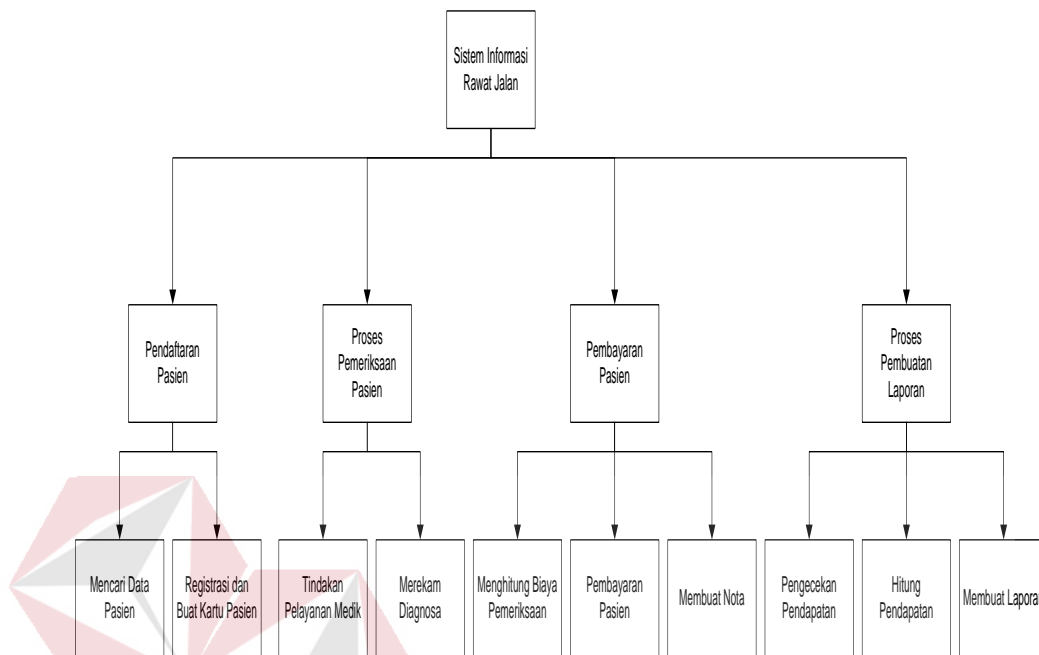 Sistem Informasi
Rawat Jalan
Pendaftaran
Pasien
Proses
Pemeriksaan
Pasien
Pembayaran
Pasien
Proses
Pembuatan
Laporan
Mencari Data
Pasien
Registrasi dan
Buat Kartu Pasien
Tindakan
Pelayanan Medik
Merekam
Diagnosa
Menghitung Biaya
Pemeriksaan
Pembayaran
Pasien
Membuat Nota
Pengecekan
Pendapatan
Hitung
Pendapatan
Membuat Laporan